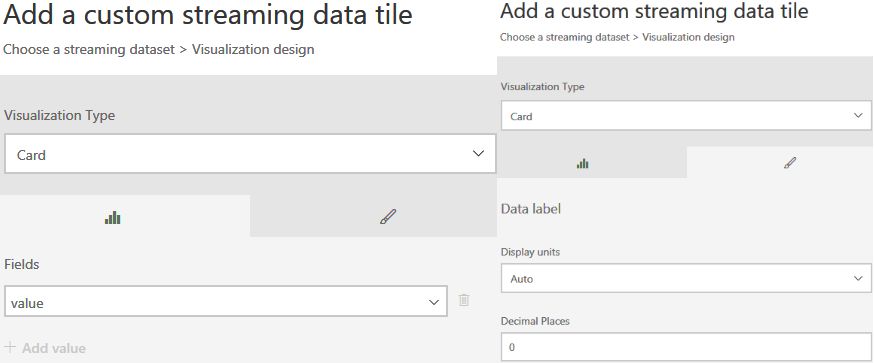 Add a custom streaming data tile
Choose a streaming dataset > Visualization design
Visualization Type
Card
Fields
value
+ Add value
Add a custom streaming data tile
Choose a streaming dataset > Visualization design
Visualization Type
Card
Data label
Display units
Auto
Decimal Places
0